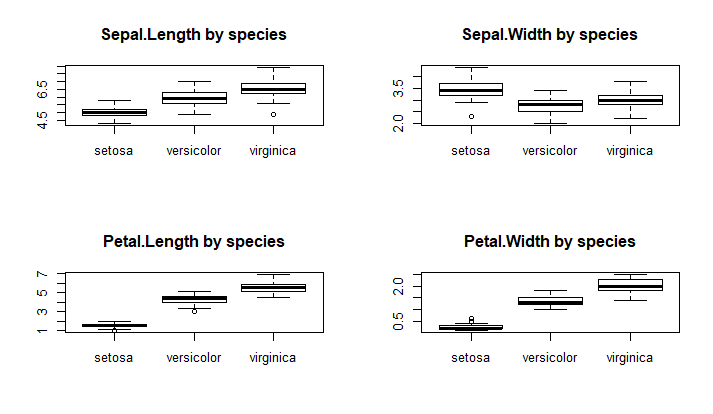 Sepal.Length by species
6.5
4.5
setosa versicolor virginica
Sepal.Width by species
3.5
2.0
setosa versicolor virginica
Petal.Length by species
7
5
3
1
setosa versicolor virginica
Petal.Width by species
2.0
0.5
setosa versicolor virginica